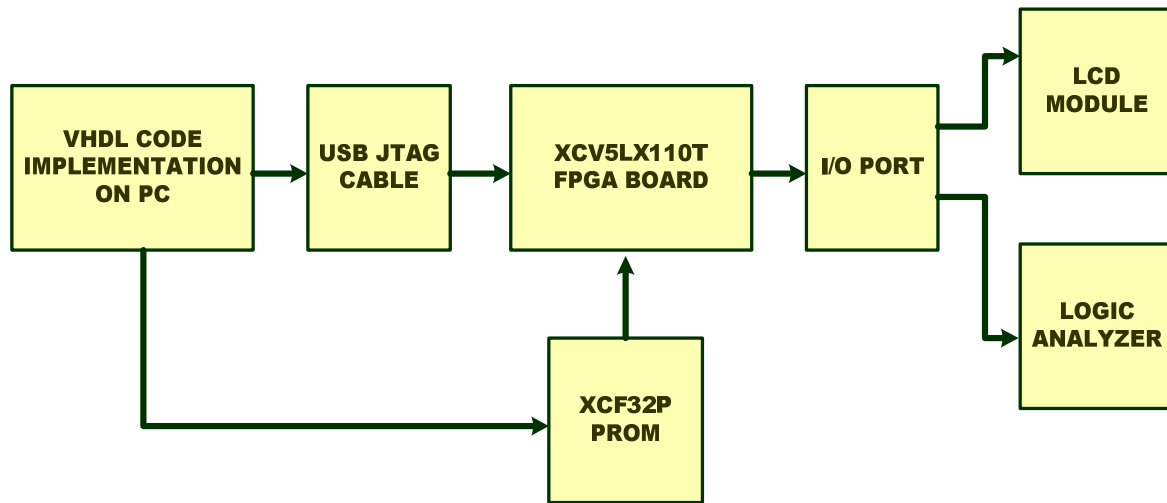 VHDL CODE
IMPLEMENTATION
ON PC
USB JTAG
CABLE
XCV5LX110T
FPGA BOARD
I/O PORT
LCD
MODULE
LOGIC
ANALYZER
XCF32P
PROM